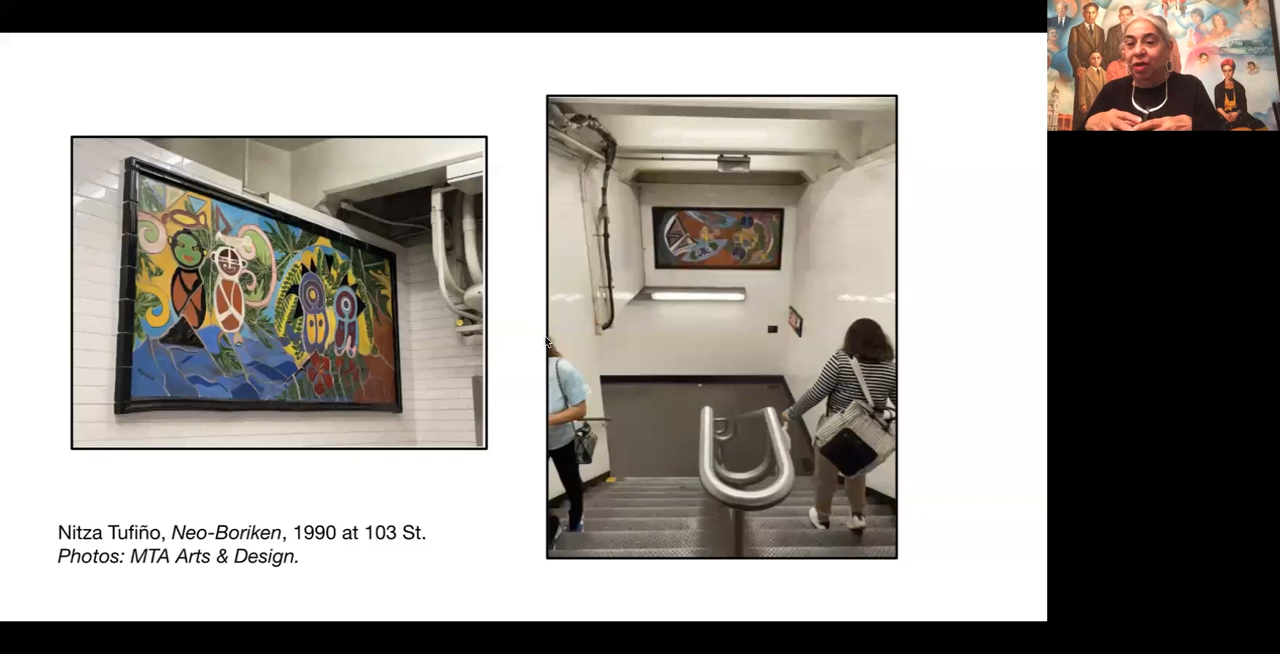 Nitza Tufiño, Neo-Boriken, 1990 at 103 St.
Photos: MTA Arts & Design.